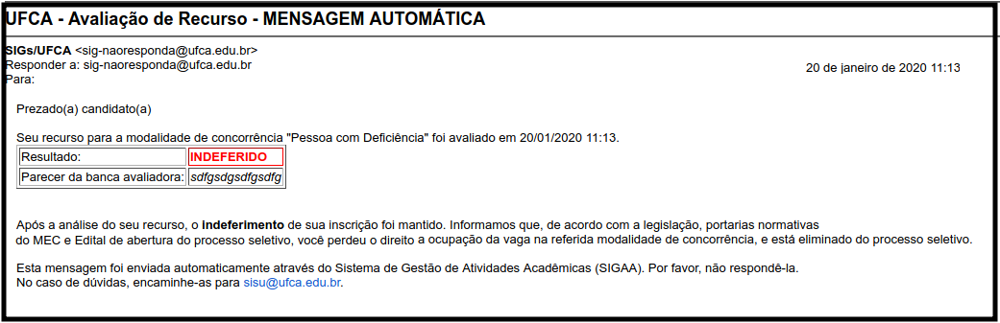 UFCA - Avaliação de Recurso - MENSAGEM AUTOMÁTICA
SIGs/UFCA <sig-naoresponda@ufca.edu.br>
Responder a: sig-naoresponda@ufca.edu.br
20 de janeiro de 2020 11:13
Para:
Prezado(a) candidato(a)
Seu recurso para a modalidade de concorrência "Pessoa com Deficiência" foi avaliado em 20/01/2020 11:13.
Resultado: INDEFERIDO
Parecer da banca avaliadora: sdfgsdgsdfgsdfg
Após a análise do seu recurso, o indeferimento de sua inscrição foi mantido. Informamos que, de acordo com a legislação, portarias normativas
do MEC e Edital de abertura do processo seletivo, você perdeu o direito a ocupação da vaga na referida modalidade de concorrência, e está eliminado do processo seletivo.
Esta mensagem foi enviada automaticamente através do Sistema de Gestão de Atividades Acadêmicas (SIGAA). Por favor, não respondê-la.
No caso de dúvidas, encaminhe-as para sisu@ufca.edu.br.